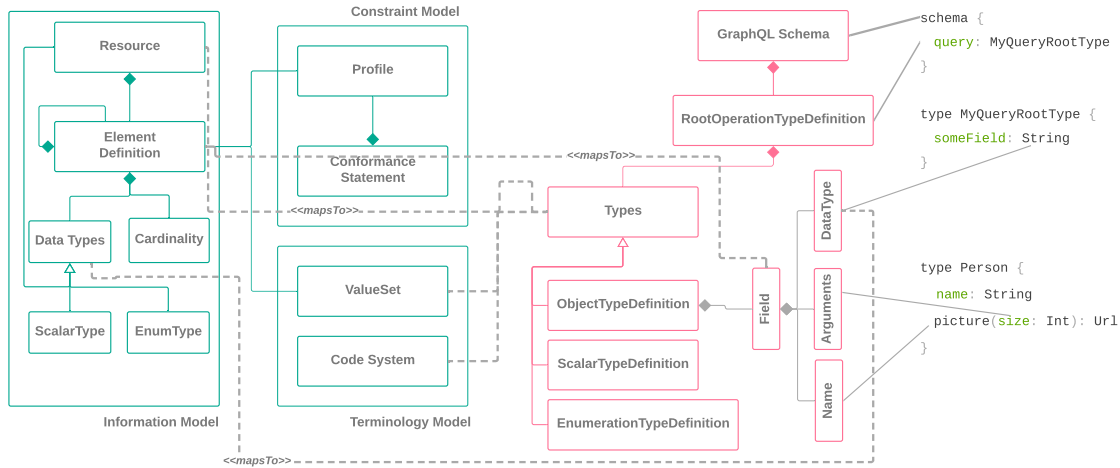 Constraint Model
Resource
Element
Definition
Data Types
Cardinality
ScalarType
EnumType
Information Model
Profile
Conformance
Statement
ValueSet
Code System
Terminology Model
<<mapsTo>>
<<mapsTo>>
<<mapsTo>>
GraphQL Schema
RootOperationTypeDefinition
Types
ObjectTypeDefinition
ScalarTypeDefinition
EnumerationTypeDefinition
Field
DataType
Arguments
Name
schema {
query: MyQueryRootType
}
type MyQueryRootType {
someField: String
}
type Person {
name: String
picture(size: Int): Url
}